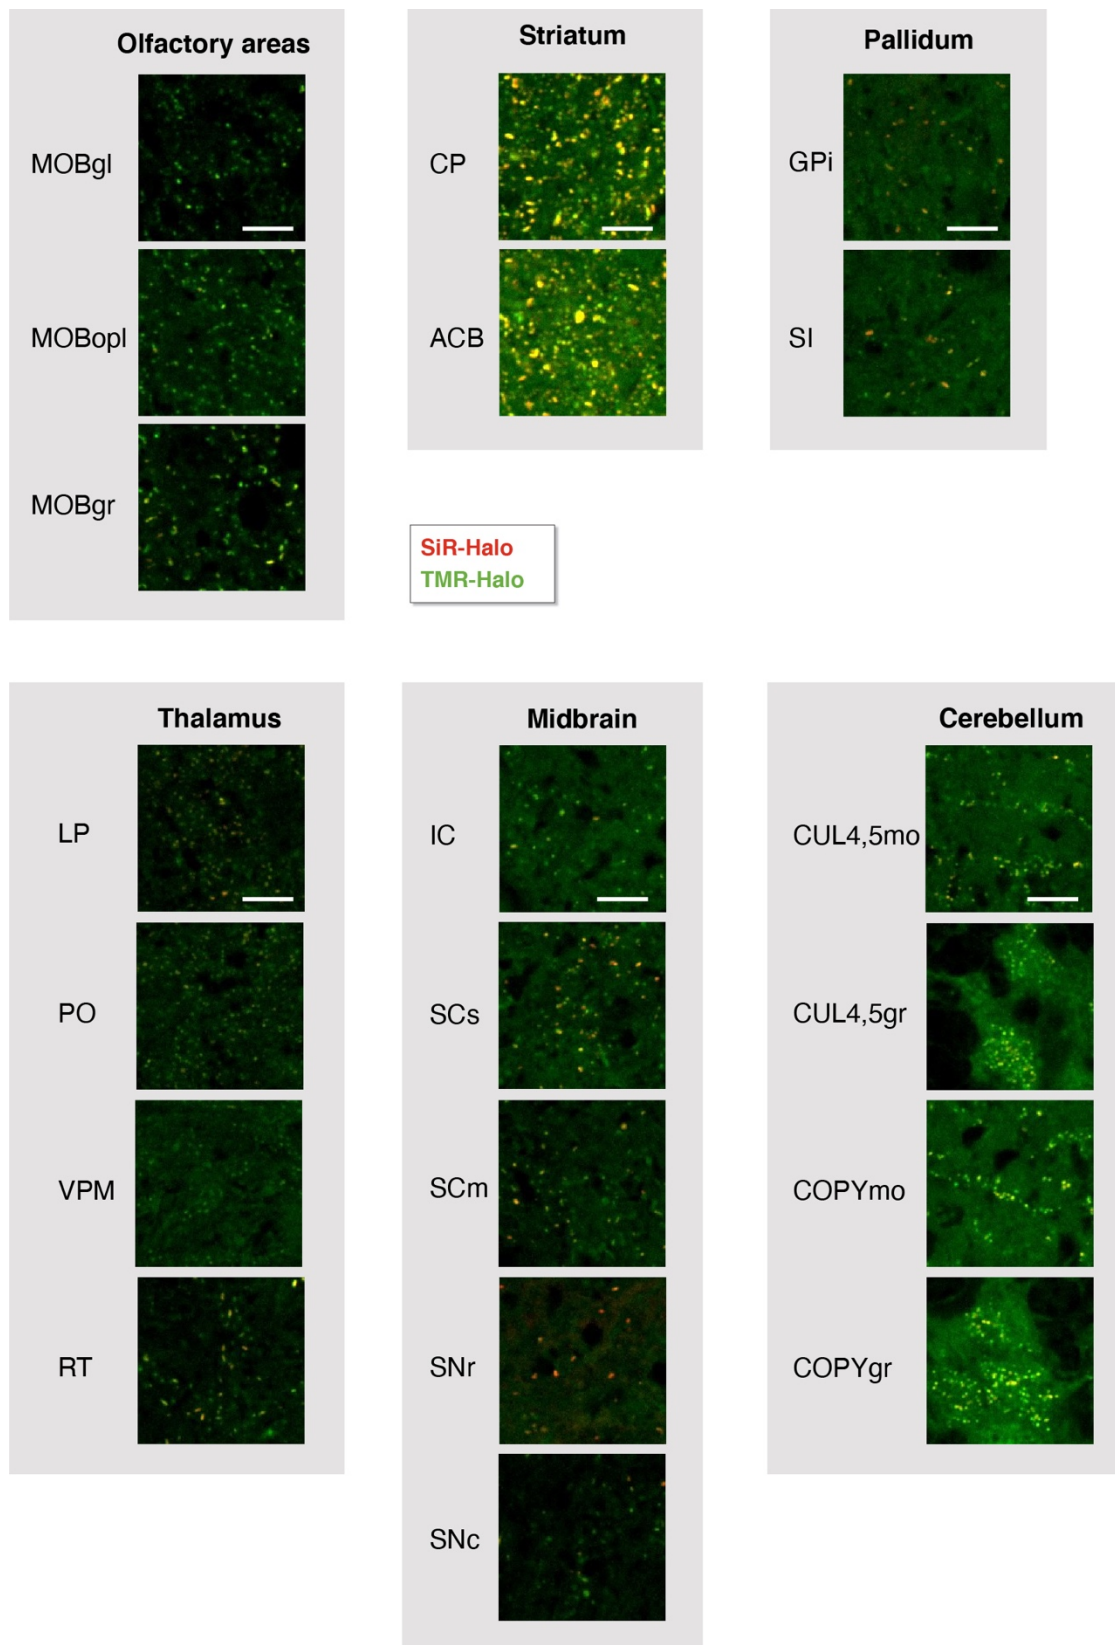 Olfactory areas
MOBgl
MOBopl
MOBgr
Striatum
CP
ACB
Pallidum
GPi
SI
SiR-Halo
TMR-Halo
Thalamus
LP
PO
VPM
RT
Midbrain
IC
SCs
SCm
SNr
SNc
Cerebellum
CUL4,5mo
CUL4,5gr
COPYmo
COPYgr